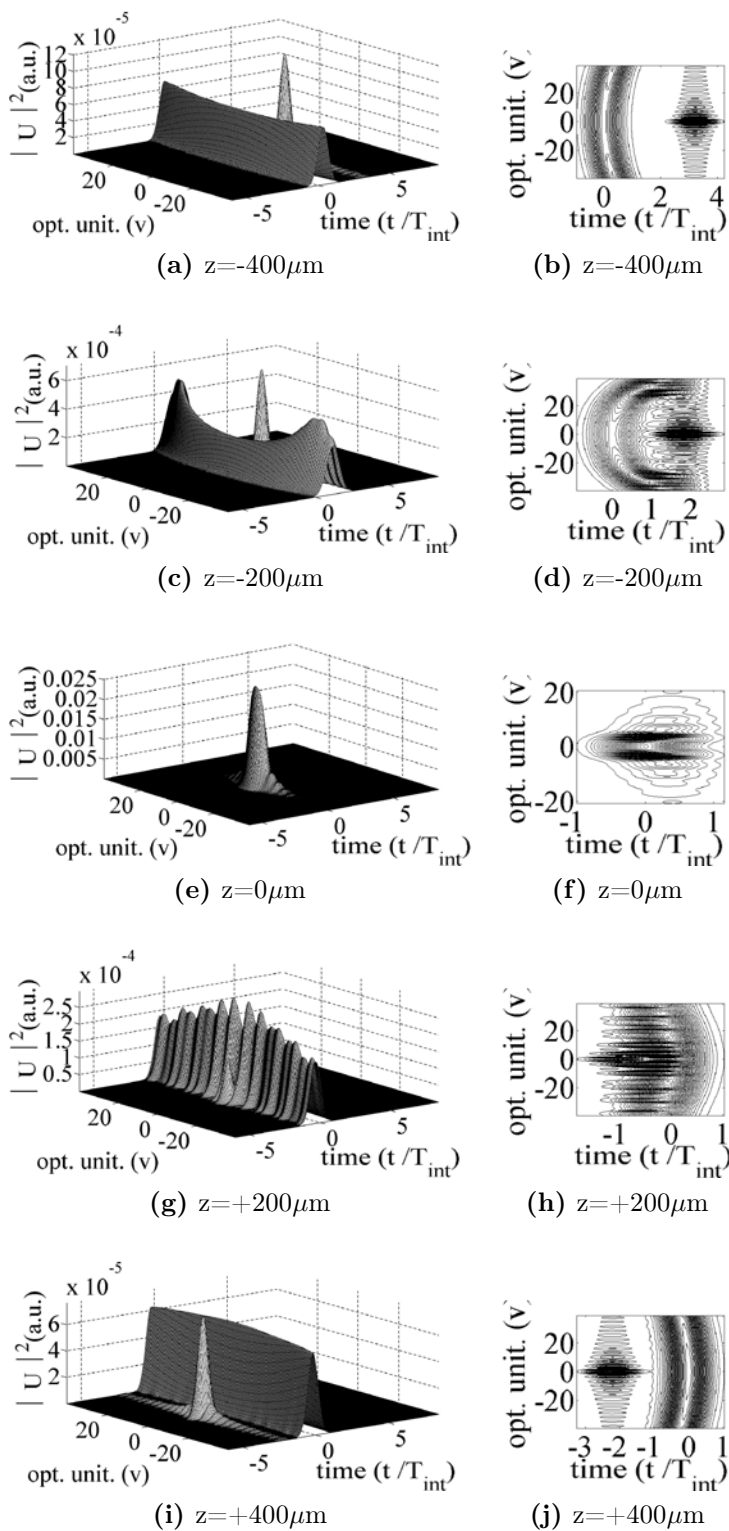 x 10^-5
12
10
8
6
4
2
| U |^2(a.u.)
20
0
-20
opt. unit. (v)
-5
0
5
time (t /T_int)
(a) z=-400μm
20
0
-20
opt. unit. (v)
0
2
4
time (t /T_int)
(b) z=-400μm
x 10^-4
6
4
2
| U |^2(a.u.)
20
0
-20
opt. unit. (v)
-5
0
5
time (t /T_int)
(c) z=-200μm
20
0
-20
opt. unit. (v)
0
1
2
time (t /T_int)
(d) z=-200μm
0.025
0.02
0.015
0.01
0.005
| U |^2(a.u.)
20
0
-20
opt. unit. (v)
-5
0
5
time (t /T_int)
(e) z=0μm
20
0
-20
opt. unit. (v)
-1
0
1
time (t /T_int)
(f) z=0μm
x 10^-4
2.5
2
1.5
1
0.5
| U |^2(a.u.)
20
0
-20
opt. unit. (v)
-5
0
5
time (t /T_int)
(g) z=+200μm
20
0
-20
opt. unit. (v)
-1
0
1
time (t /T_int)
(h) z=+200μm
x 10^-5
6
4
2
| U |^2(a.u.)
20
0
-20
opt. unit. (v)
-5
0
5
time (t /T_int)
(i) z=+400μm
20
0
-20
opt. unit. (v)
-3
-2
-1
0
1
time (t /T_int)
(j) z=+400μm